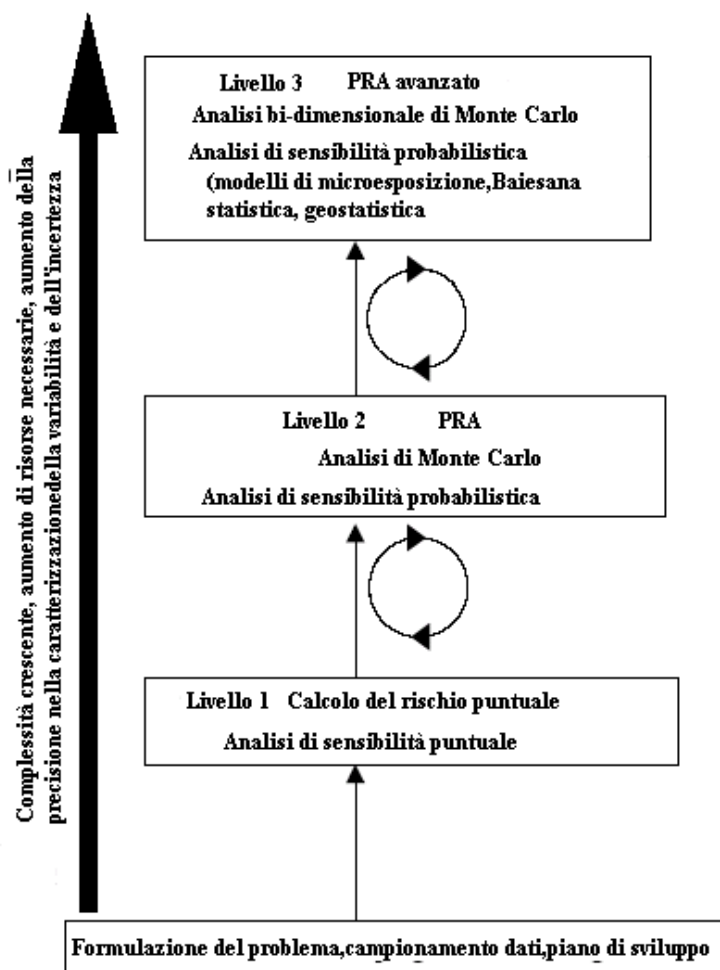 Complessità crescente, aumento di risorse necessarie, aumento della
precisione nella caratterizzazionedella variabilità e dell'incertezza
Livello 3 PRA avanzato
Analisi bi-dimensionale di Monte Carlo
Analisi di sensibilità probabilistica
(modelli di microesposizione,Baiesana
statistica, geostatistica
Livello 2 PRA
Analisi di Monte Carlo
Analisi di sensibilità probabilistica
Livello 1 Calcolo del rischio puntuale
Analisi di sensibilità puntuale
Formulazione del problema,campionamento dati,piano di sviluppo